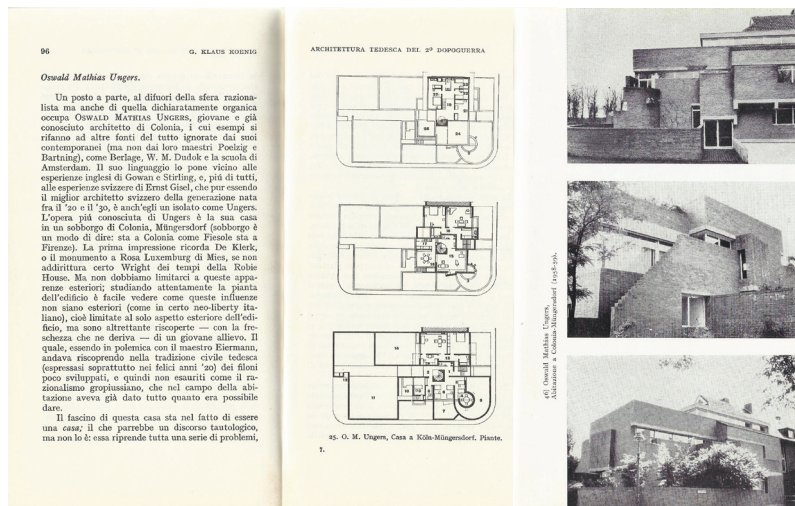 96
G. KLAUS KOENIG
Oswald Mathias Ungers.
Un posto a parte, al difuori della sfera raziona-
lista ma anche di quella dichiaratamente organica
occupa OSWALD MATHIAS UNGERS, giovane e già
conosciuto architetto di Colonia, i cui esempi si
rifanno ad altre fonti del tutto ignorate dai suoi
contemporanei (ma non dai loro maestri Poelzig e
Bartning), come Berlage, W. M. Dudok e la scuola di
Amsterdam. Il suo linguaggio lo pone vicino alle
esperienze inglesi di Gowan e Stirling, e, piú di tutti,
alle esperienze svizzere di Ernst Gisel, che pur essendo
il miglior architetto svizzero della generazione nata
fra il '20 e il '30, è anch'egli un isolato come Ungers.
L'opera piú conosciuta di Ungers è la sua casa
in un sobborgo di Colonia, Müngersdorf (sobborgo è
un modo di dire: sta a Colonia come Fiesole sta a
Firenze). La prima impressione ricorda De Klerk,
o il monumento a Rosa Luxemburg di Mies, se non
addirittura certo Wright dei tempi della Robie
House. Ma non dobbiamo limitarci a queste appa-
renze esteriori; studiando attentamente la pianta
dell'edificio è facile vedere come queste influenze
non siano esteriori (come in certo neo-liberty ita-
liano), cioè limitate al solo aspetto esteriore dell'edi-
ficio, ma sono altrettante riscoperte — con la fre-
schezza che ne deriva — di un giovane allievo. Il
quale, essendo in polemica con il maestro Eiermann,
andava riscoprendo nella tradizione civile tedesca
(espressasi soprattutto nei felici anni '20) dei filoni
poco sviluppati, e quindi non esauriti come il ra-
zionalismo gropiussiano, che nel campo della abi-
tazione aveva già dato tutto quanto era possibile
dare.
Il fascino di questa casa sta nel fatto di essere
una casa; il che parrebbe un discorso tautologico,
ma non lo è: essa riprende tutta una serie di problemi,
ARCHITETTURA TEDESCA DEL 2º DOPOGUERRA
25. O. M. Ungers, Casa a Köln-Müngersdorf. Piante.
7.
46) Oswald Mathias Ungers,
Abitazione a Colonia-Müngersdorf (1958-59).